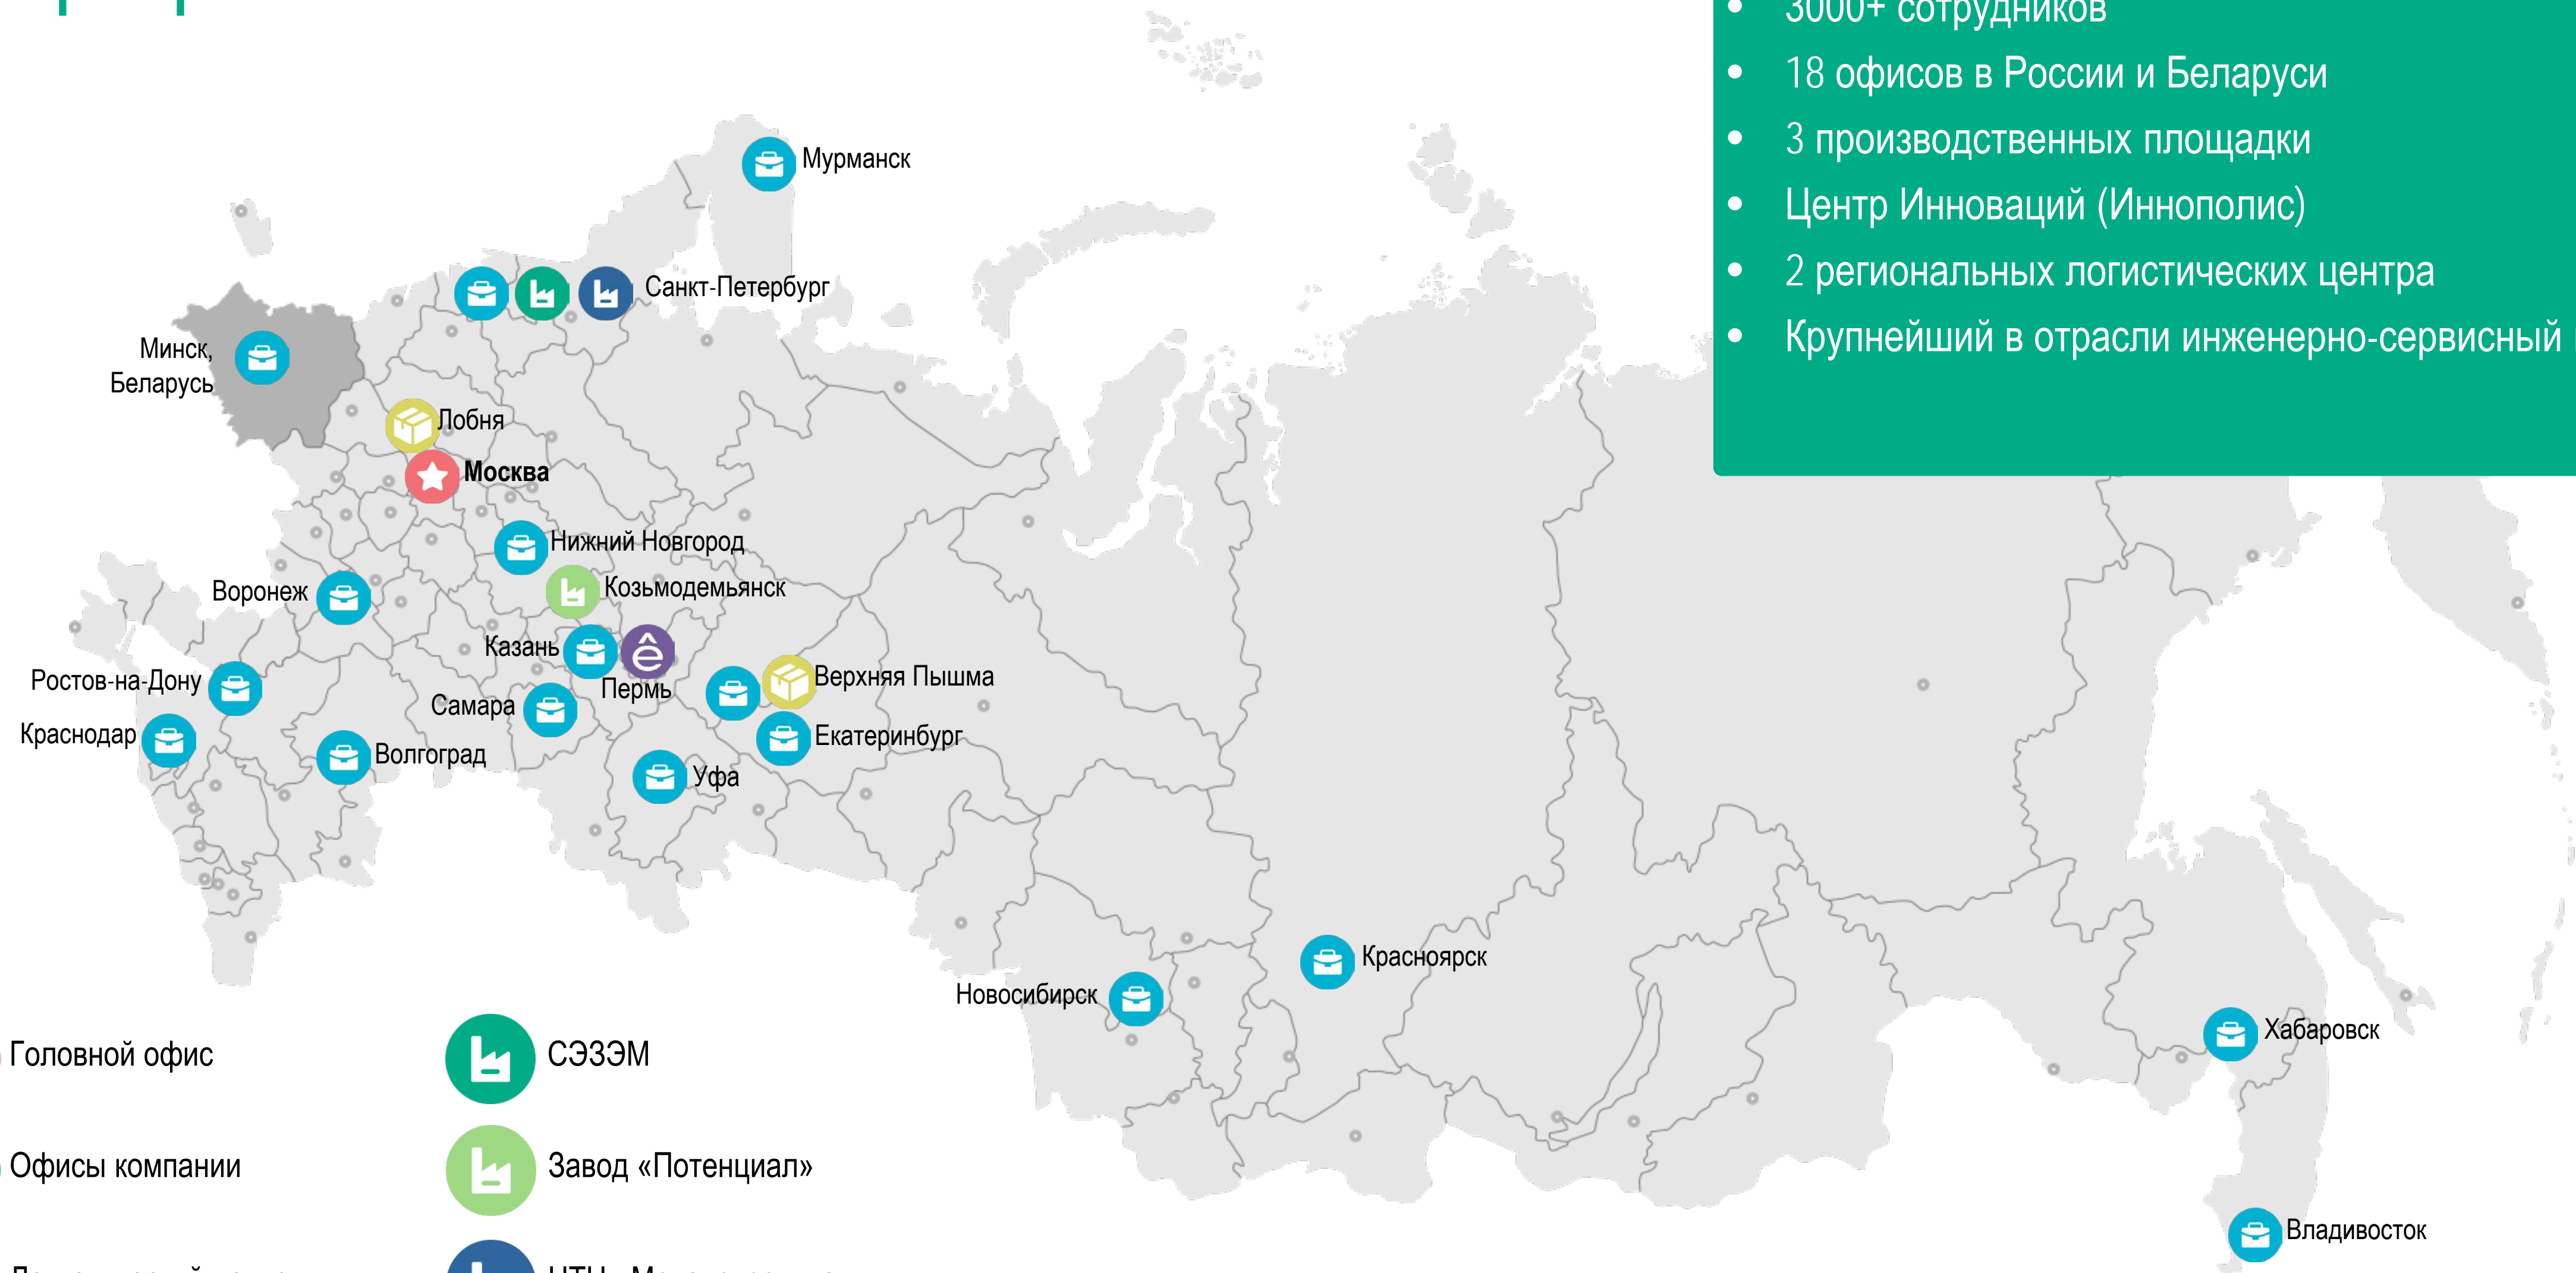 3000+ сотрудников
18 офисов в России и Беларуси
3 производственных площадки
Центр Инноваций (Иннополис)
2 региональных логистических центра
Крупнейший в отрасли инженерно-сервисный
Мурманск
Санкт-Петербург
Минск,
Беларусь
Лобня
Москва
Нижний Новгород
Козьмодемьянск
Воронеж
Казань
ê
Пермь
Верхняя Пышма
Ростов-на-Дону
Самара
Краснодар
Екатеринбург
Волгоград
Уфа
Красноярск
Новосибирск
Хабаровск
Владивосток
Головной офис
СЭЗЭМ
Офисы компании
Завод «Потенциал»